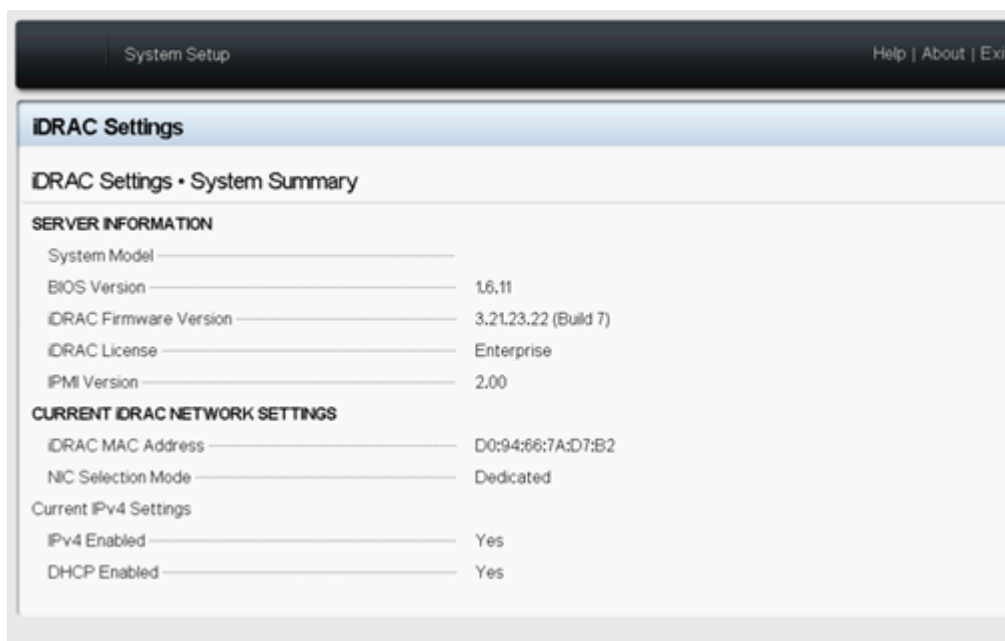 System Setup
Help | About | Exi
iDRAC Settings
iDRAC Settings • System Summary
SERVER INFORMATION
System Model
BIOS Version 1.6.11
iDRAC Firmware Version 3.21.23.22 (Build 7)
iDRAC License Enterprise
IPMI Version 2.00
CURRENT iDRAC NETWORK SETTINGS
iDRAC MAC Address D0:94:66:7A:D7:B2
NIC Selection Mode Dedicated
Current IPv4 Settings
IPv4 Enabled Yes
DHCP Enabled Yes